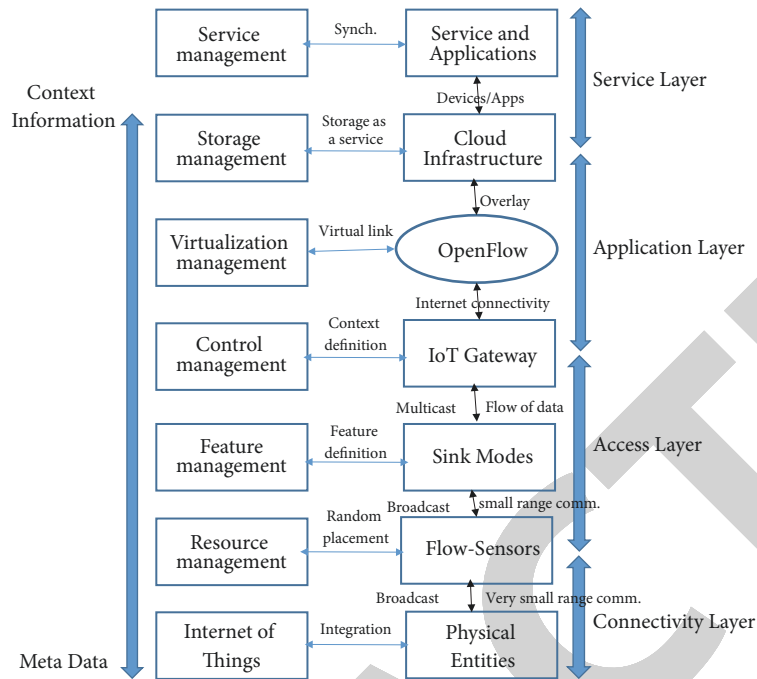 Service
management
Synch.
Service and
Applications
Service Layer
Devices/Apps
Context
Information
Storage
management
Storage as
a service
Cloud
Infrastructure
Overlay
Virtualization
management
Virtual link
OpenFlow
Application Layer
Internet connectivity
Control
management
Context
definition
IoT Gateway
Multicast
Flow of data
Access Layer
Feature
management
Feature
definition
Sink Modes
Broadcast
small range comm.
Resource
management
Random
placement
Flow-Sensors
Broadcast
Very small range comm.
Connectivity Layer
Internet of
Things
Integration
Physical
Entities
Meta Data